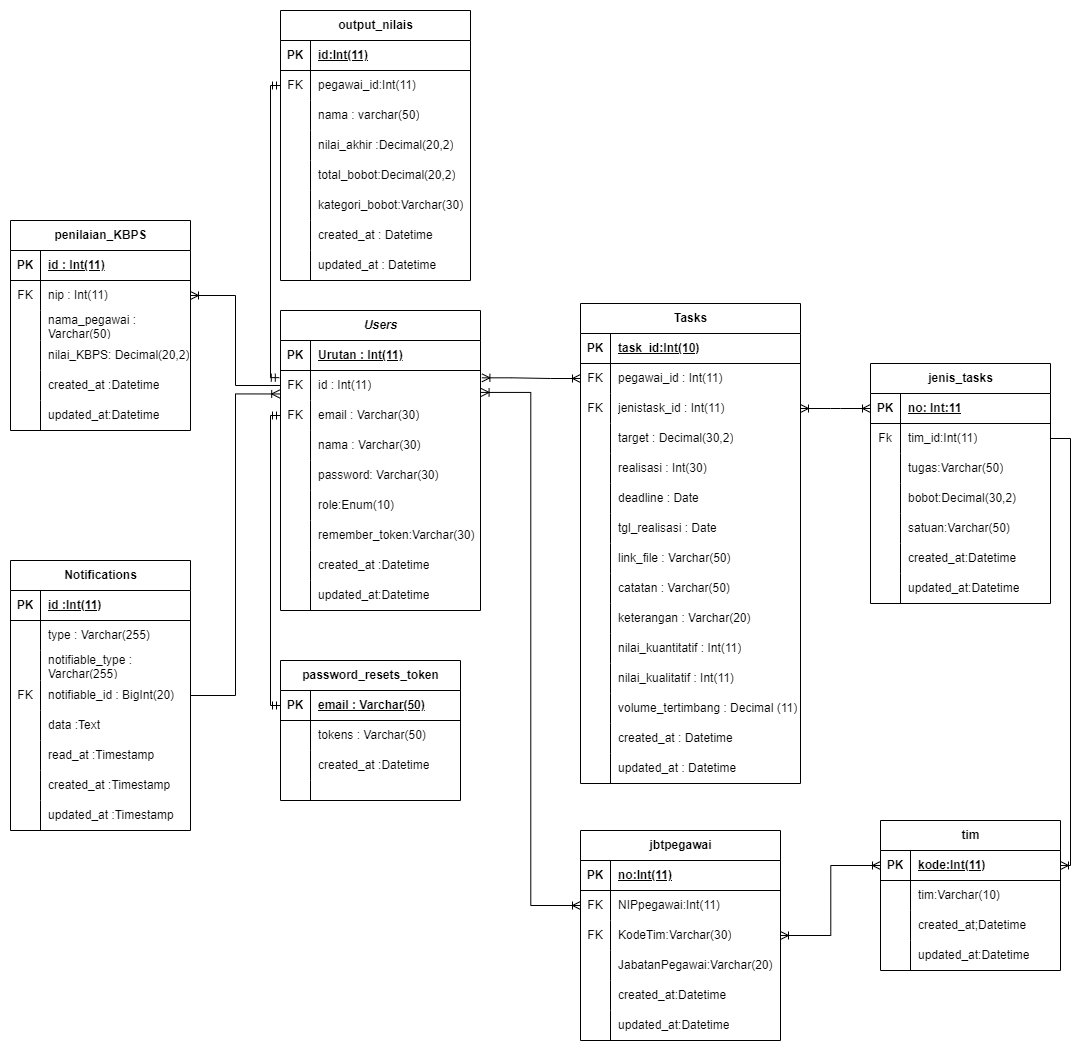 output_nilais
PK id:Int(11)
FK pegawai_id:Int(11)
nama : varchar(50)
nilai_akhir :Decimal(20,2)
total_bobot:Decimal(20,2)
kategori_bobot:Varchar(30)
created_at : Datetime
updated_at : Datetime
penilaian_KBPS
PK id : Int(11)
FK nip : Int(11)
nama_pegawai :
Varchar(50)
nilai_KBPS: Decimal(20,2)
created_at :Datetime
updated_at:Datetime
Users
PK Urutan : Int(11)
FK id : Int(11)
FK email : Varchar(30)
nama : Varchar(30)
password: Varchar(30)
role:Enum(10)
remember_token:Varchar(30)
created_at :Datetime
updated_at:Datetime
Tasks
PK task_id:Int(10)
FK pegawai_id : Int(11)
FK jenistask_id : Int(11)
target : Decimal(30,2)
realisasi : Int(30)
deadline : Date
tgl_realisasi : Date
link_file : Varchar(50)
catatan : Varchar(50)
keterangan : Varchar(20)
nilai_kuantitatif : Int(11)
nilai_kualitatif : Int(11)
volume_tertimbang : Decimal (11)
created_at : Datetime
updated_at : Datetime
jenis_tasks
PK no: Int:11
Fk tim_id:Int(11)
tugas:Varchar(50)
bobot:Decimal(30,2)
satuan:Varchar(50)
created_at:Datetime
updated_at:Datetime
Notifications
PK id :Int(11)
type : Varchar(255)
notifiable_type :
Varchar(255)
FK notifiable_id : BigInt(20)
data :Text
read_at :Timestamp
created_at :Timestamp
updated_at :Timestamp
password_resets_token
PK email : Varchar(50)
tokens : Varchar(50)
created_at :Datetime
jbtpegawai
PK no:Int(11)
FK NIPpegawai:Int(11)
FK KodeTim:Varchar(30)
JabatanPegawai:Varchar(20)
created_at:Datetime
updated_at:Datetime
tim
PK kode:Int(11)
tim:Varchar(10)
created_at;Datetime
updated_at:Datetime